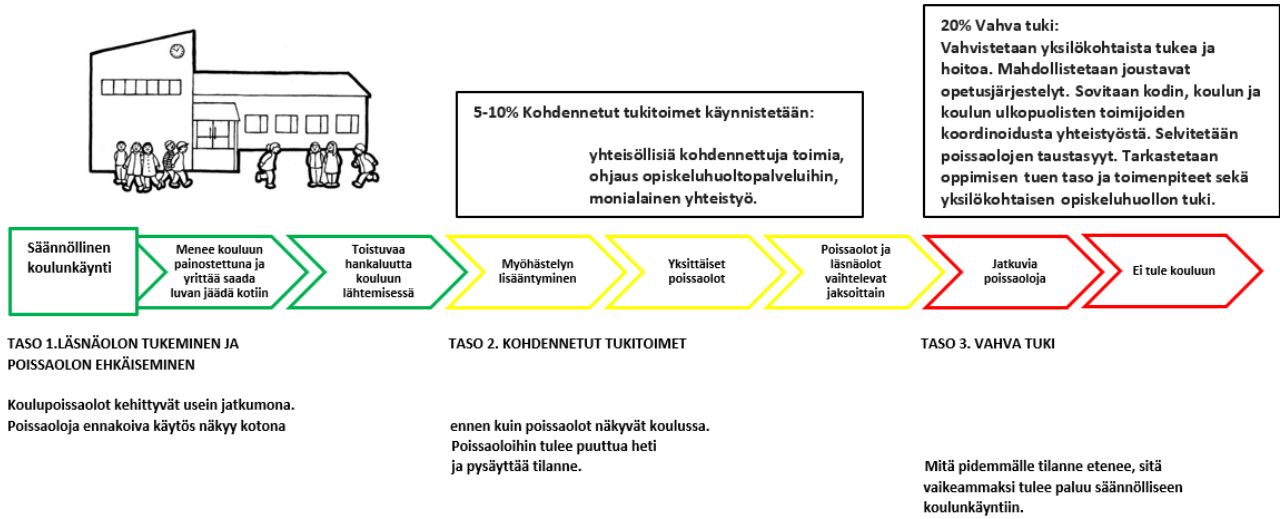 5-10% Kohdennetut tukitoimet käynnistetään:
yhteisöllisiä kohdennettuja toimia,
ohjaus opiskeluhuoltopalveluihin,
monialainen yhteistyö.
20% Vahva tuki:
Vahvistetaan yksilökohtaista tukea ja
hoitoa. Mahdollistetaan joustavat
opetusjärjestelyt. Sovitaan kodin, koulun ja
koulun ulkopuolisten toimijoiden
koordinoidusta yhteistyöstä. Selvitetään
poissaolojen taustasyyt. Tarkastetaan
oppimisen tuen taso ja toimenpiteet sekä
yksilökohtaisen opiskeluhuollon tuki.
Säännöllinen
koulunkäynti
Menee kouluun
painostettuna ja
yrittää saada
luvan jäädä kotiin
Toistuvaa
hankaluutta
kouluun
lähtemisessä
Myöhästelyn
lisääntyminen
Yksittäiset
poissaolot
Poissaolot ja
läsnäolot
vaihtelevat
jaksoittain
Jatkuvia
poissaoloja
Ei tule kouluun
TASO 1.LÄSNÄOLON TUKEMINEN JA
POISSAOLON EHKÄISEMINEN
Koulupoissaolot kehittyvät usein jatkumona.
Poissaoloja ennakoiva käytös näkyy kotona
TASO 2. KOHDENNETUT TUKITOIMET
ennen kuin poissaolot näkyvät koulussa.
Poissaoloihin tulee puuttua heti
ja pysäyttää tilanne.
TASO 3. VAHVA TUKI
Mitä pidemmälle tilanne etenee, sitä
vaikeammaksi tulee paluu säännölliseen
koulunkäyntiin.